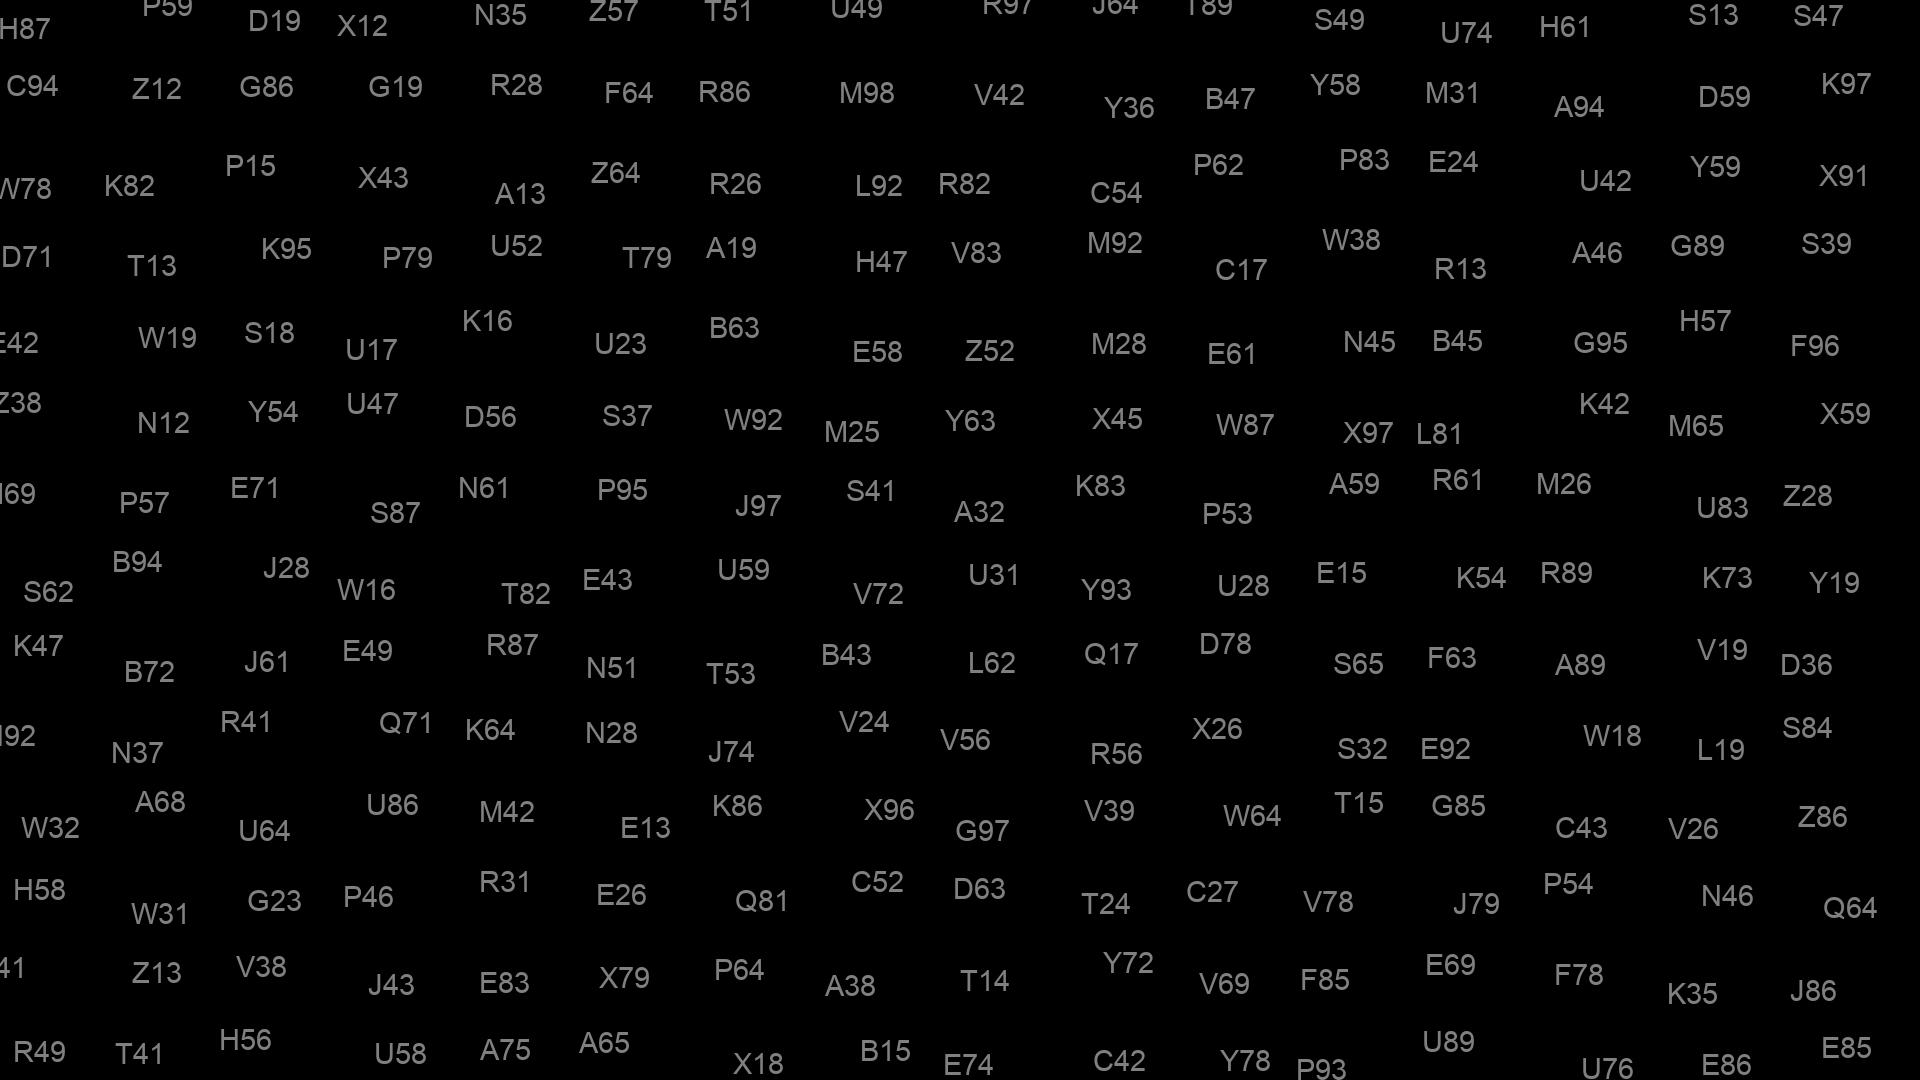 H87 P59 D19 X12 N35 Z57 T51 U49 R97 J64 T89 S49 U74 H61 S13 S47
C94 Z12 G86 G19 R28 F64 R86 M98 V42 Y36 B47 Y58 M31 A94 D59 K97
W78 K82 P15 X43 A13 Z64 R26 L92 R82 C54 P62 P83 E24 U42 Y59 X91
D71 T13 K95 P79 U52 T79 A19 H47 V83 M92 C17 W38 R13 A46 G89 S39
E42 W19 S18 U17 K16 U23 B63 E58 Z52 M28 E61 N45 B45 G95 H57 F96
Z38 N12 Y54 U47 D56 S37 W92 M25 Y63 X45 W87 X97 L81 K42 M65 X59
69 P57 E71 S87 N61 P95 J97 S41 A32 K83 P53 A59 R61 M26 U83 Z28
S62 B94 J28 W16 T82 E43 U59 V72 U31 Y93 U28 E15 K54 R89 K73 Y19
K47 B72 J61 E49 R87 N51 T53 B43 L62 Q17 D78 S65 F63 A89 V19 D36
92 N37 R41 Q71 K64 N28 J74 V24 V56 R56 X26 S32 E92 W18 L19 S84
W32 A68 U64 U86 M42 E13 K86 X96 G97 V39 W64 T15 G85 C43 V26 Z86
H58 W31 G23 P46 R31 E26 Q81 C52 D63 T24 C27 V78 J79 P54 N46 Q64
41 Z13 V38 J43 E83 X79 P64 A38 T14 Y72 V69 F85 E69 F78 K35 J86
R49 T41 H56 U58 A75 A65 X18 B15 E74 C42 Y78 P93 U89 U76 E86 E85